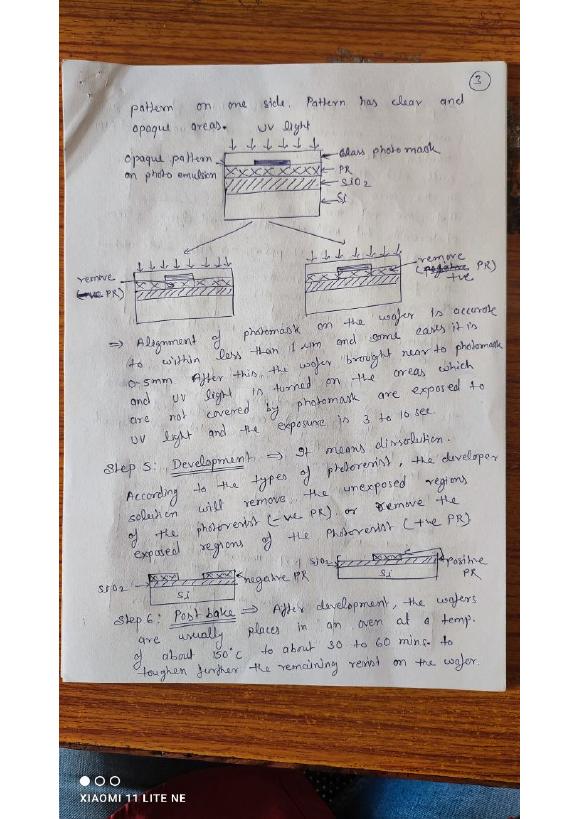 3
pattern on one side. Pattern has clear and
opaque areas.
UV light
opaque pattern
on photo emulsion
Glass photomask
PR
SiO2
Si
remove
(-ve PR)
remove
( PR)
+ve
⇒ Alignment of photomask on the wafer is accurate
to within less than 1 μm and some cases it is
0.5mm. After this, the wafer brought near to photomask
and UV light is turned on the areas which
are not covered by photomask are exposed to
UV light and the exposure is 3 to 10 sec.
Step 5: Development ⇒ It means dissolution.
According to the types of photoresist, the developer
solution will remove the unexposed regions
of the photoresist (-ve PR) or remove the
exposed regions of the Photoresist (+ve PR)
SiO2
negative PR
Si
SiO2
positive
PR
Si
Step 6: Post bake ⇒ After development, the wafers
are usually places in an oven at a temp.
of about 150°C to about 30 to 60 mins. to
toughen further the remaining resist on the wafer.
XIAOMI 11 LITE NE